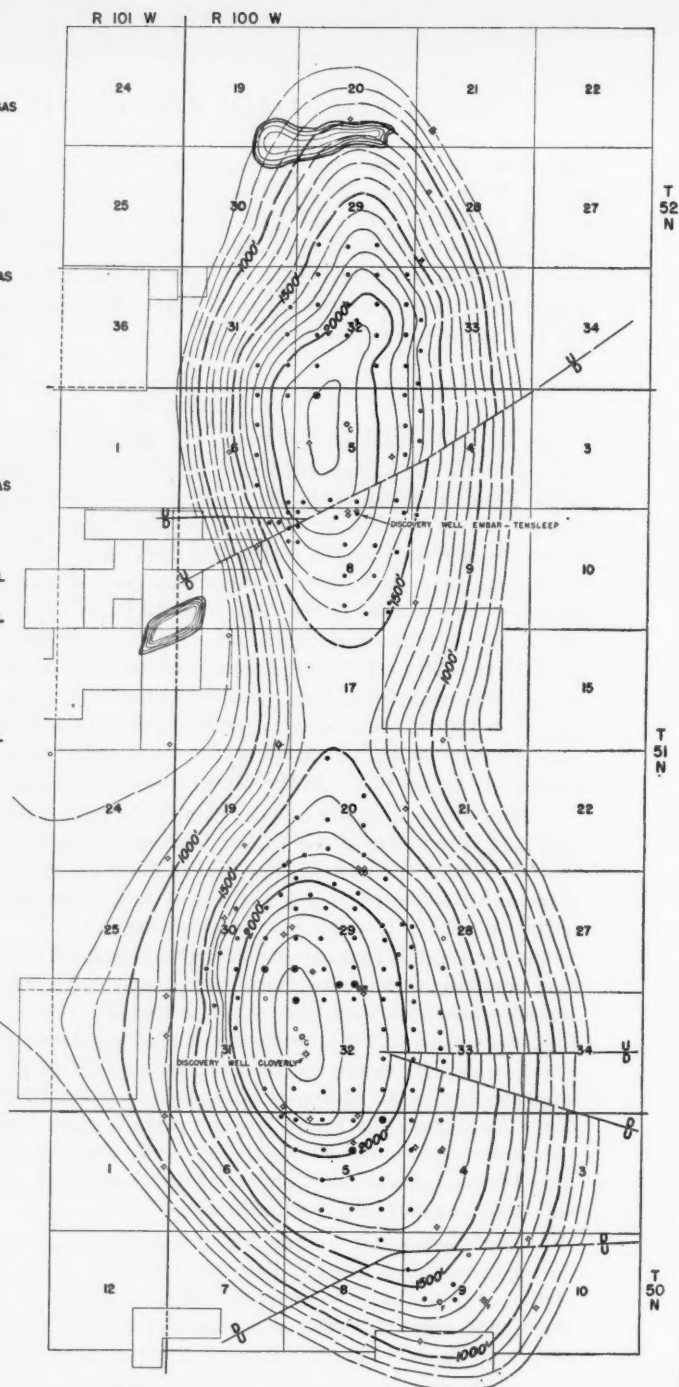 R 101 W R 100 W
24 19 20 21 22
GAS
25 30 29 28 27
T 52 N
1000'
1500'
GAS
2000'
36 31 32 33 34
U
D
1 6 5 4 3
C
GAS
U
D
DISCOVERY WELL EMBAR - TENSLEEP
8 9 10
1500'
17 15
1000'
T 51 N
24 19 20 21 22
1000'
1500'
2000'
25 30 29 28 27
C
31 32 33 34
U
D
DISCOVERY WELL CLOVERLY
2000'
1 6 5 4 3
D
U
12 7 8 9 10
T 50 N
1500'
F
1000'